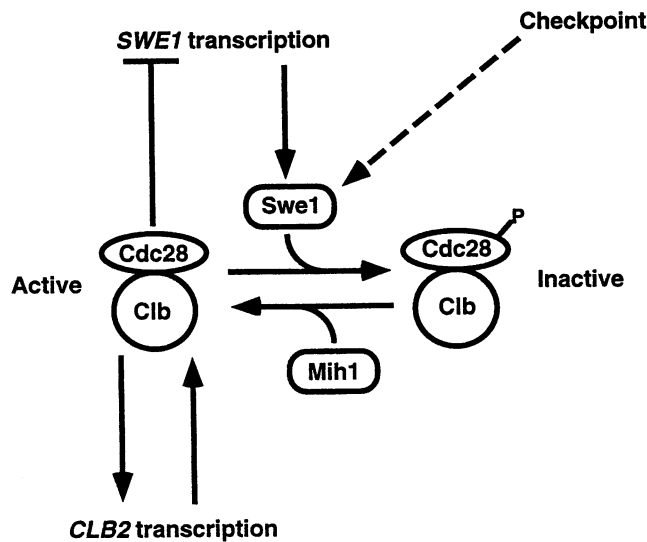 Checkpoint
SWE1 transcription
Swe1
P
Cdc28
Cdc28
Active
Inactive
Clb
Clb
Mih1
CLB2 transcription